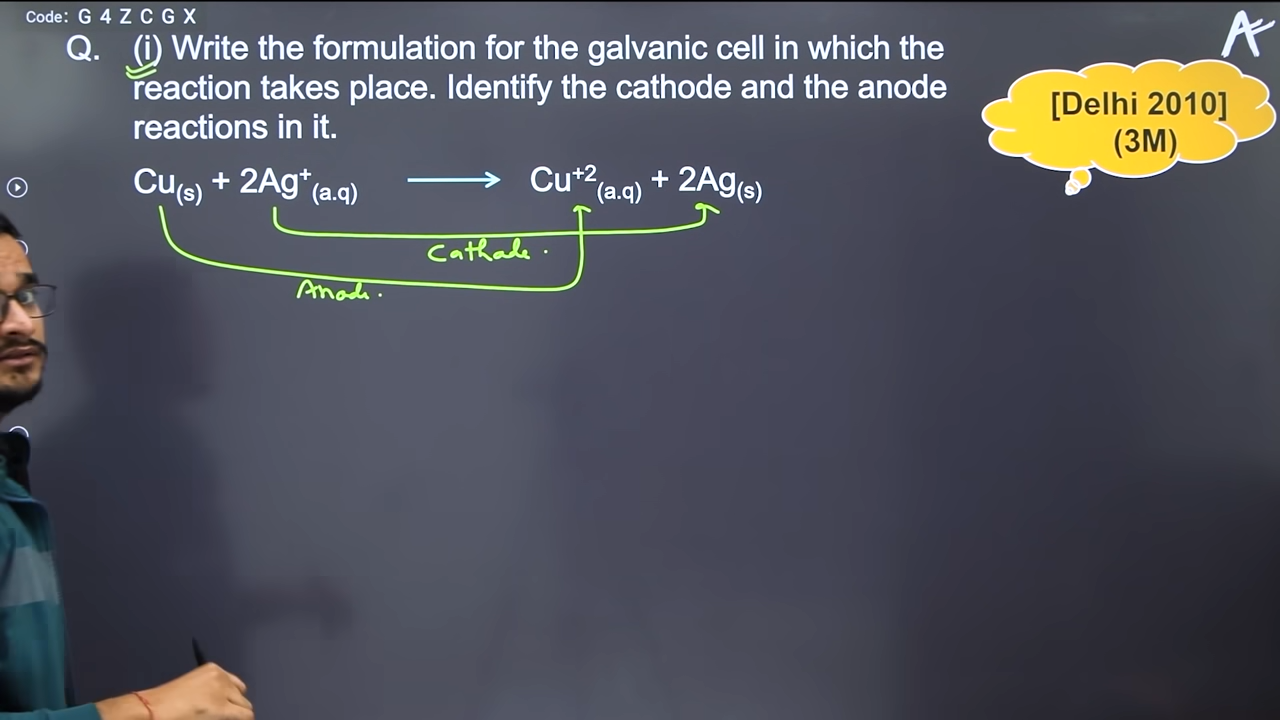 Code: G 4 Z C G X
Q. (i) Write the formulation for the galvanic cell in which the
reaction takes place. Identify the cathode and the anode
reactions in it.
[Delhi 2010]
(3M)
Cu(s) + 2Ag⁺(a.q) ⟶ Cu⁺²(a.q) + 2Ag(s)
Cathode.
Anode.